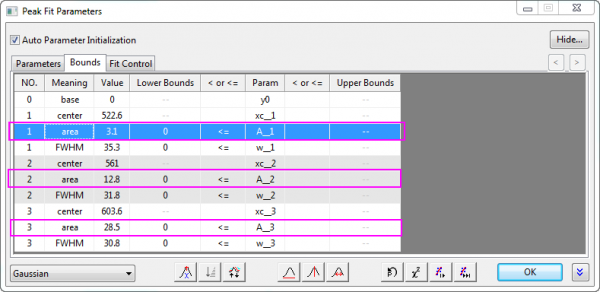 Peak Fit Parameters
Auto Parameter Initialization
Hide...
Parameters Bounds Fit Control
NO. Meaning Value Lower Bounds < or <= Param < or <= Upper Bounds
0 base 0 -- y0 --
1 center 522.6 -- xc__1 --
1 area 3.1 0 <= A__1 --
1 FWHM 35.3 0 <= w__1 --
2 center 561 -- xc__2 --
2 area 12.8 0 <= A__2 --
2 FWHM 31.8 0 <= w__2 --
3 center 603.6 -- xc__3 --
3 area 28.5 0 <= A__3 --
3 FWHM 30.8 0 <= w__3 --
Gaussian χ² OK